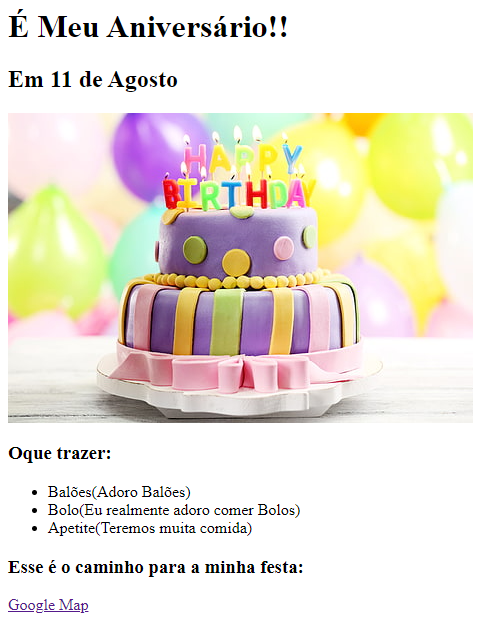 É Meu Aniversário!!
Em 11 de Agosto
HAPPY
BIRTHDAY
Oque trazer:
Balões(Adoro Balões)
Bolo(Eu realmente adoro comer Bolos)
Apetite(Teremos muita comida)
Esse é o caminho para a minha festa:
Google Map